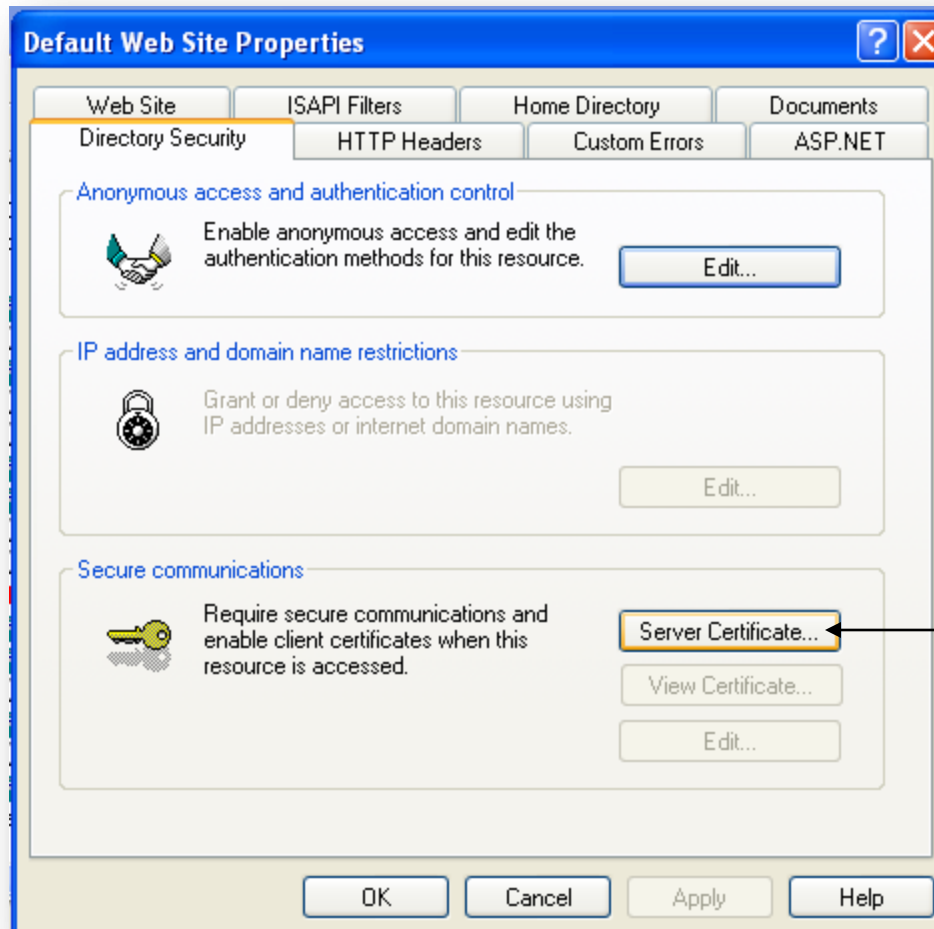 Default Web Site Properties
?
Web Site
ISAPI Filters
Home Directory
Documents
Directory Security
HTTP Headers
Custom Errors
ASP.NET
Anonymous access and authentication control
Enable anonymous access and edit the
authentication methods for this resource.
Edit...
IP address and domain name restrictions
Grant or deny access to this resource using
IP addresses or internet domain names.
Edit...
Secure communications
Require secure communications and
enable client certificates when this
resource is accessed.
Server Certificate...
View Certificate...
Edit...
OK
Cancel
Apply
Help